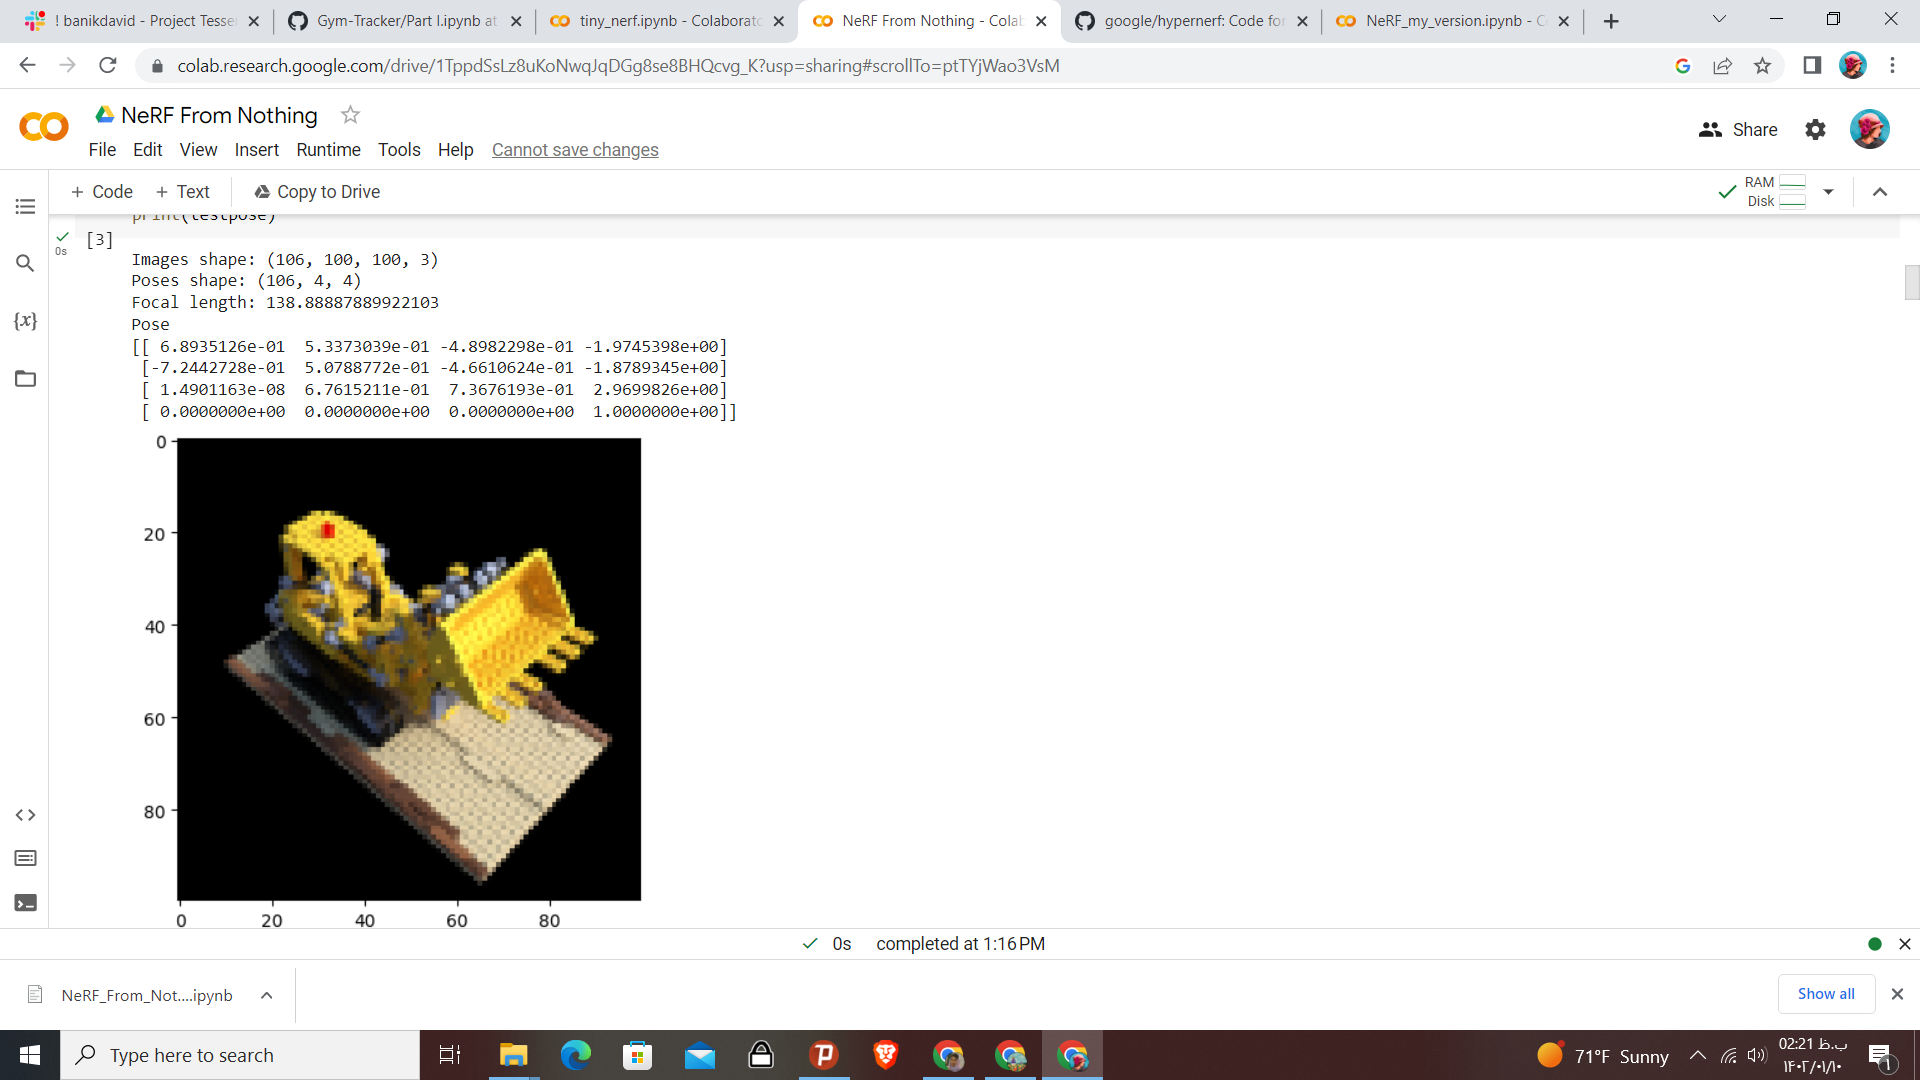 ! banikdavid - Project Tesse
Gym-Tracker/Part I.ipynb at
tiny_nerf.ipynb - Colaborato
NeRF From Nothing - Colab
google/hypernerf: Code for
NeRF_my_version.ipynb - C
colab.research.google.com/drive/1TppdSsLz8uKoNwqJqDGg8se8BHQcvg_K?usp=sharing#scrollTo=ptTYjWao3VsM
NeRF From Nothing
File Edit View Insert Runtime Tools Help Cannot save changes
Share
+ Code + Text Copy to Drive
RAM
Disk
print(testpose)
[3]
0s
Images shape: (106, 100, 100, 3)
Poses shape: (106, 4, 4)
Focal length: 138.88887889922103
Pose
[[ 6.8935126e-01 5.3373039e-01 -4.8982298e-01 -1.9745398e+00]
[-7.2442728e-01 5.0788772e-01 -4.6610624e-01 -1.8789345e+00]
[ 1.4901163e-08 6.7615211e-01 7.3676193e-01 2.9699826e+00]
[ 0.0000000e+00 0.0000000e+00 0.0000000e+00 1.0000000e+00]]
0
20
40
60
80
0 20 40 60 80
{x}
0s completed at 1:16 PM
NeRF_From_Not....ipynb
Show all
Type here to search
71°F Sunny
02:21 ب.ظ
۱۴۰۲/۰۱/۱۰
۱